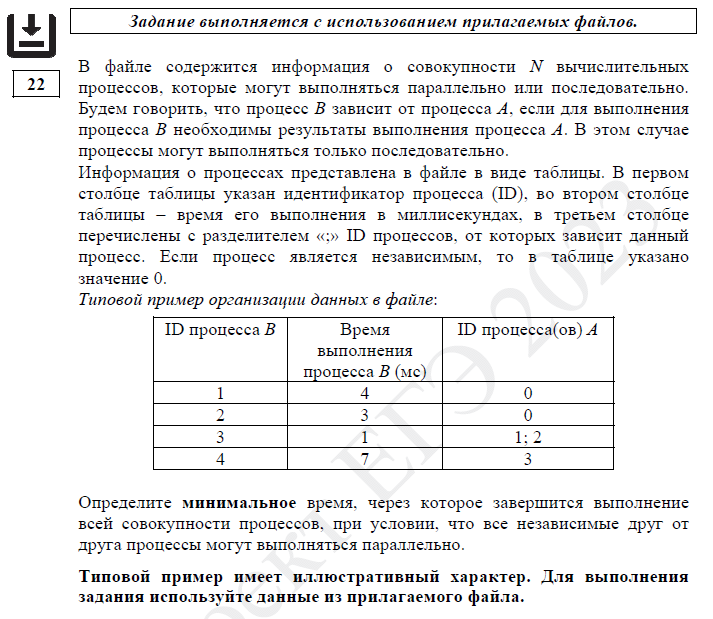 Задание выполняется с использованием прилагаемых файлов.
22
В файле содержится информация о совокупности N вычислительных
процессов, которые могут выполняться параллельно или последовательно.
Будем говорить, что процесс B зависит от процесса A, если для выполнения
процесса B необходимы результаты выполнения процесса A. В этом случае
процессы могут выполняться только последовательно.
Информация о процессах представлена в файле в виде таблицы. В первом
столбце таблицы указан идентификатор процесса (ID), во втором столбце
таблицы – время его выполнения в миллисекундах, в третьем столбце
перечислены с разделителем «;» ID процессов, от которых зависит данный
процесс. Если процесс является независимым, то в таблице указано
значение 0.
Типовой пример организации данных в файле:
ID процесса B Время ID процесса(ов) A
выполнения
процесса B (мс)
1 4 0
2 3 0
3 1 1; 2
4 7 3
Определите минимальное время, через которое завершится выполнение
всей совокупности процессов, при условии, что все независимые друг от
друга процессы могут выполняться параллельно.
Типовой пример имеет иллюстративный характер. Для выполнения
задания используйте данные из прилагаемого файла.
ЕГЭ 2023